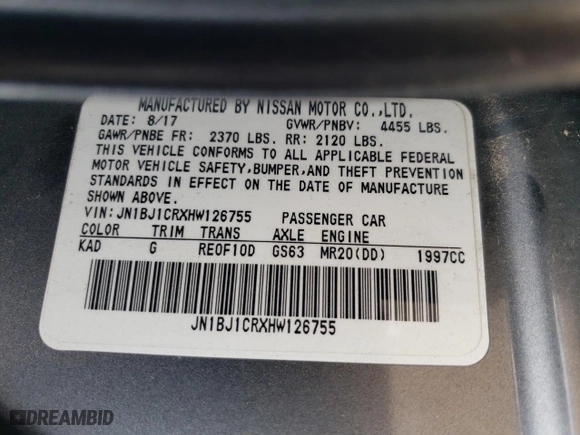 MANUFACTURED BY NISSAN MOTOR CO.,LTD.
DATE: 8/17 GVWR/PNBV: 4455 LBS.
GAWR/PNBE FR: 2370 LBS. RR: 2120 LBS.
THIS VEHICLE CONFORMS TO ALL APPLICABLE FEDERAL
MOTOR VEHICLE SAFETY,BUMPER,AND THEFT PREVENTION
STANDARDS IN EFFECT ON THE DATE OF MANUFACTURE
SHOWN ABOVE.
VIN:JN1BJ1CRXHW126755 PASSENGER CAR
COLOR TRIM TRANS AXLE ENGINE
KAD G RE0F10D GS63 MR20(DD) 1997CC
JN1BJ1CRXHW126755
DREAMBID